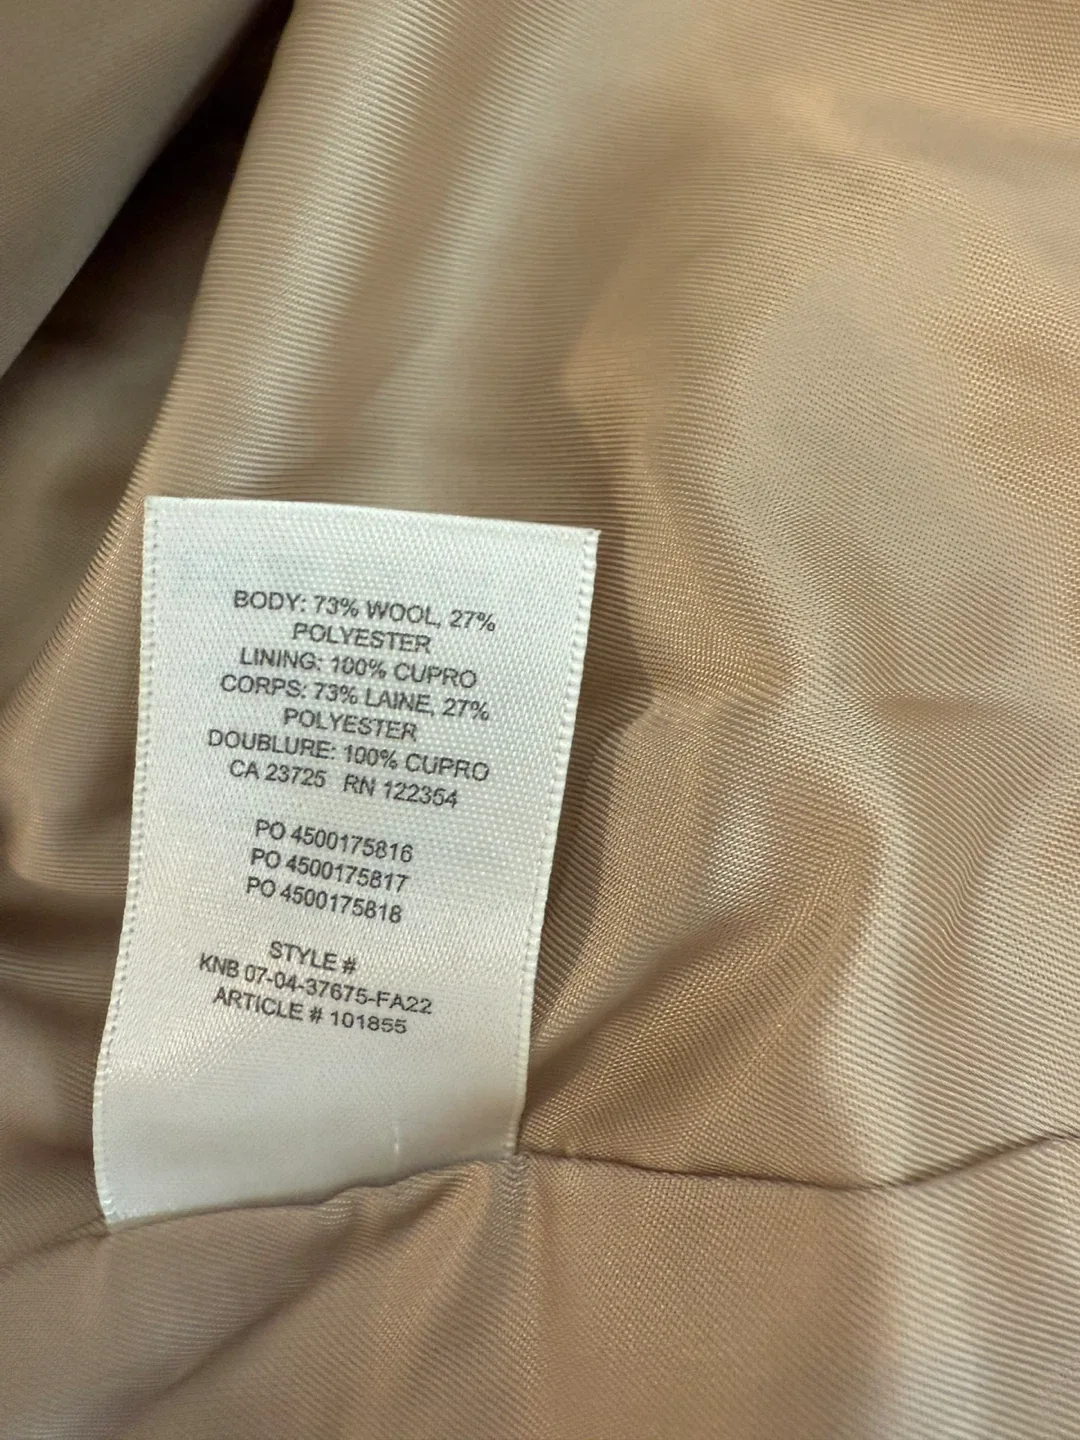 BODY: 73% WOOL, 27%
POLYESTER
LINING: 100% CUPRO
CORPS: 73% LAINE, 27%
POLYESTER
DOUBLURE: 100% CUPRO
CA 23725 RN 122354
PO 4500175816
PO 4500175817
PO 4500175818
STYLE #
KNB 07-04-37675-FA22
ARTICLE # 101855